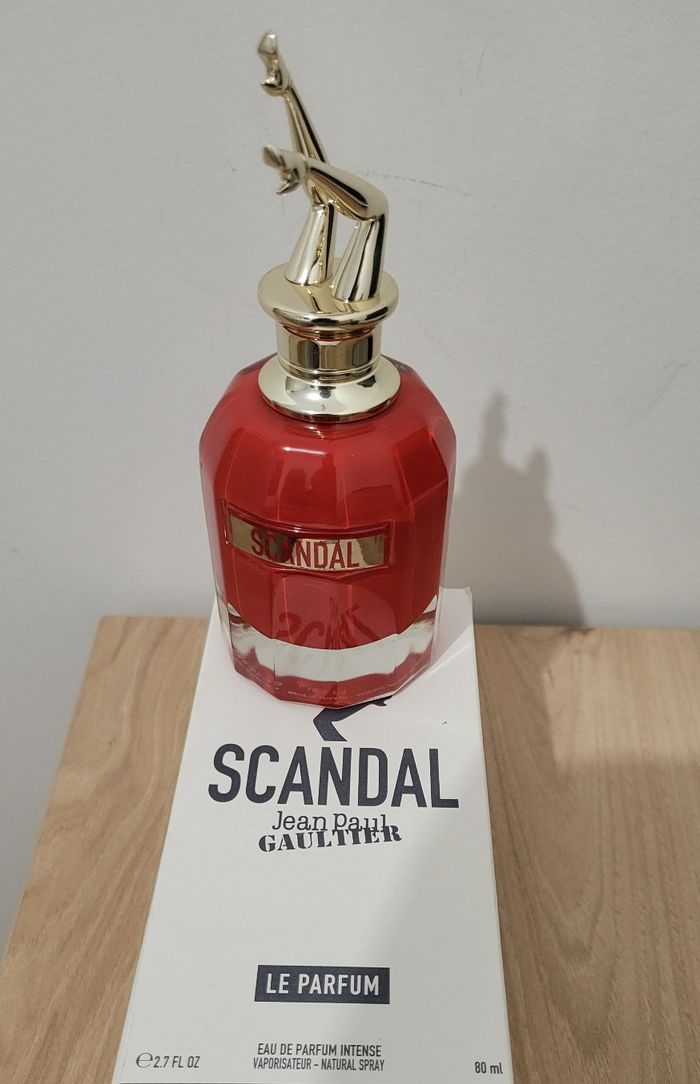 SCANDAL
SCANDAL
Jean Paul
GAULTIER
LE PARFUM
EAU DE PARFUM INTENSE
℮2.7 FL OZ
VAPORISATEUR - NATURAL SPRAY
80 ml